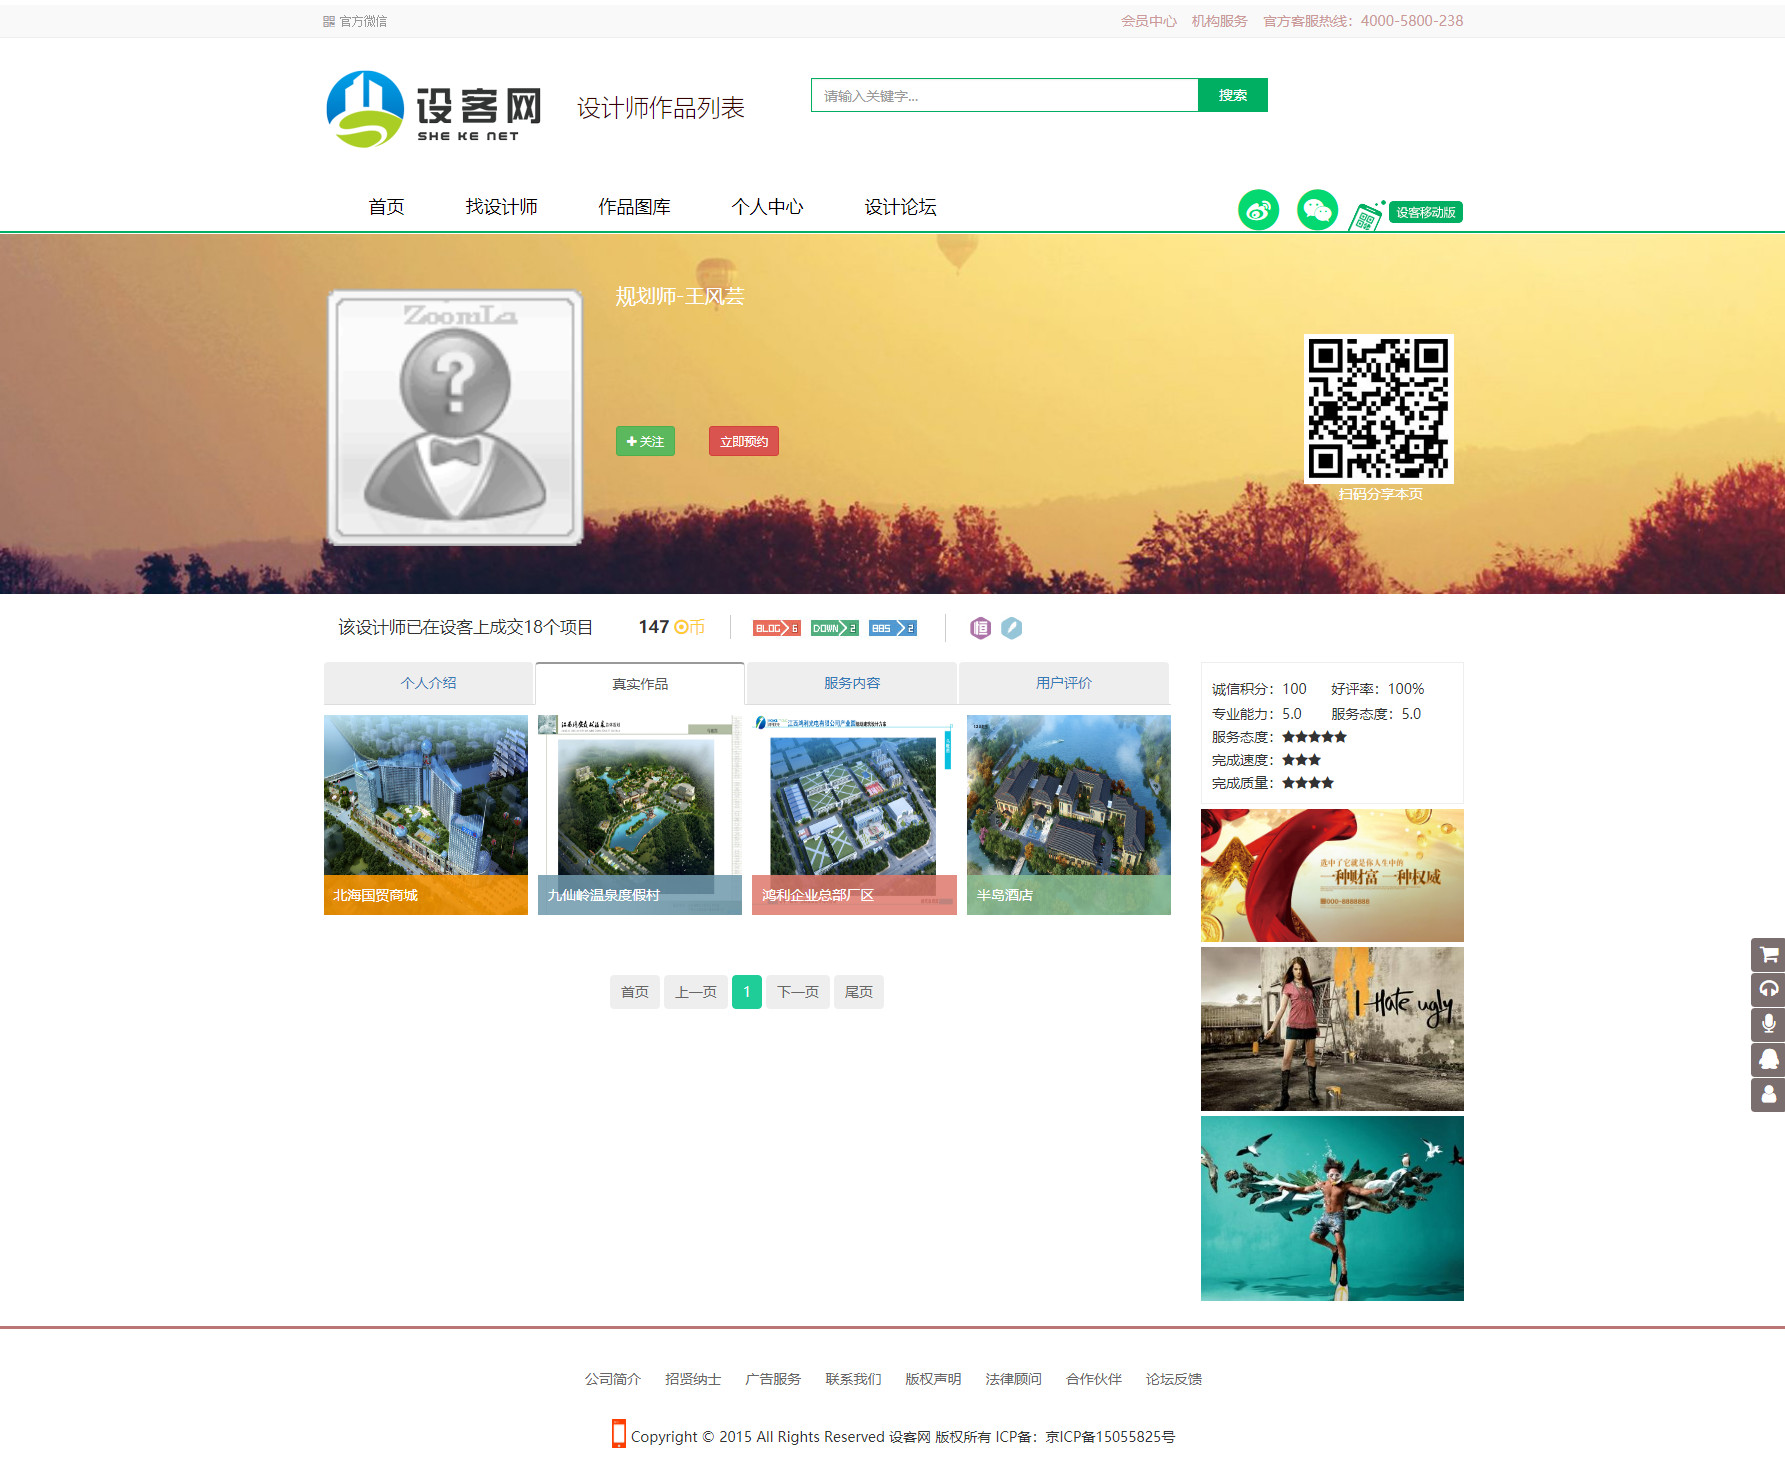 官方微信
会员中心 机构服务 官方客服热线：4000-5800-238
设客网
SHE KE NET
设计师作品列表
请输入关键字...
搜索
首页 找设计师 作品图库 个人中心 设计论坛
设客移动版
ZoomLa
规划师-王风芸
关注 立即预约
扫码分享本页
该设计师已在设客上成交18个项目 147 币
BLOG 6 DOWN 2 BBS 2
恒
个人介绍 真实作品 服务内容 用户评价
诚信积分：100 好评率：100%
专业能力：5.0 服务态度：5.0
服务态度：★★★★★
完成速度：★★★
完成质量：★★★★
北海国贸商城 九仙岭温泉度假村 鸿利企业总部厂区 半岛酒店
选中了它就是你人生中的
一种财富 一种权威
000-8888888
I Hate ugly
首页 上一页 1 下一页 尾页
公司简介 招贤纳士 广告服务 联系我们 版权声明 法律顾问 合作伙伴 论坛反馈
Copyright © 2015 All Rights Reserved 设客网 版权所有 ICP备：京ICP备15055825号